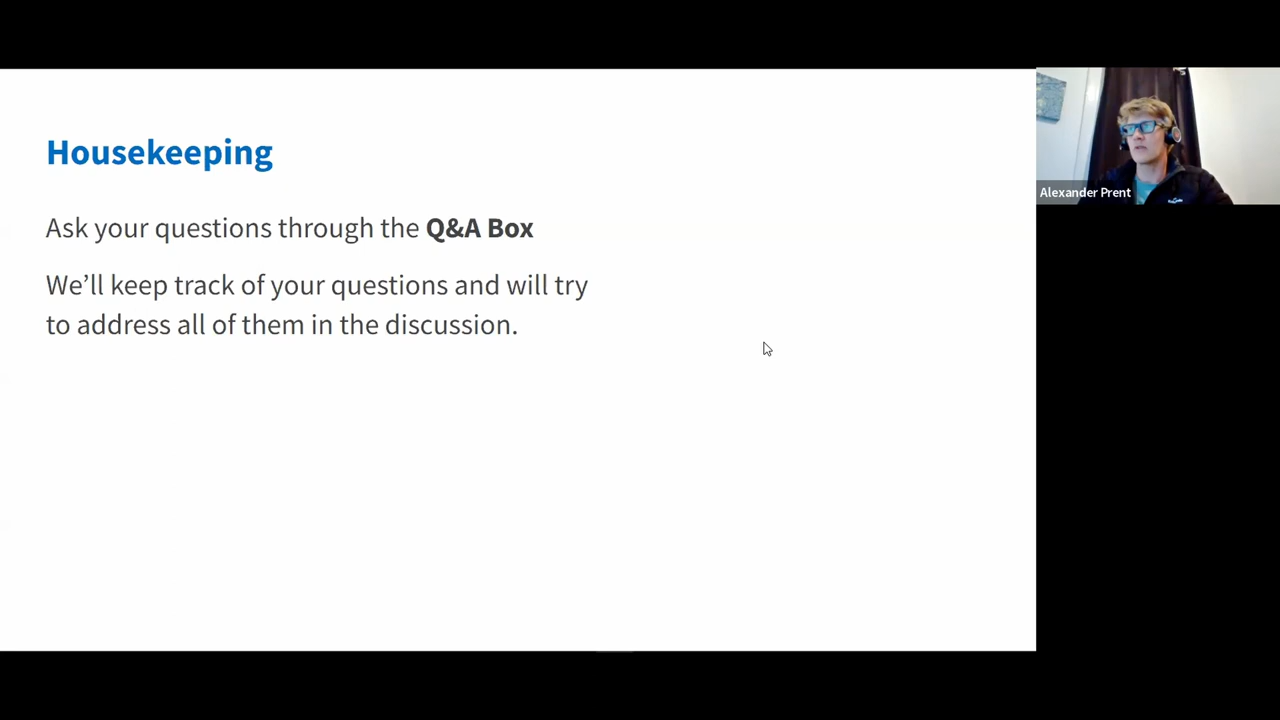 Housekeeping
Ask your questions through the Q&A Box
We’ll keep track of your questions and will try
to address all of them in the discussion.
Alexander Prent